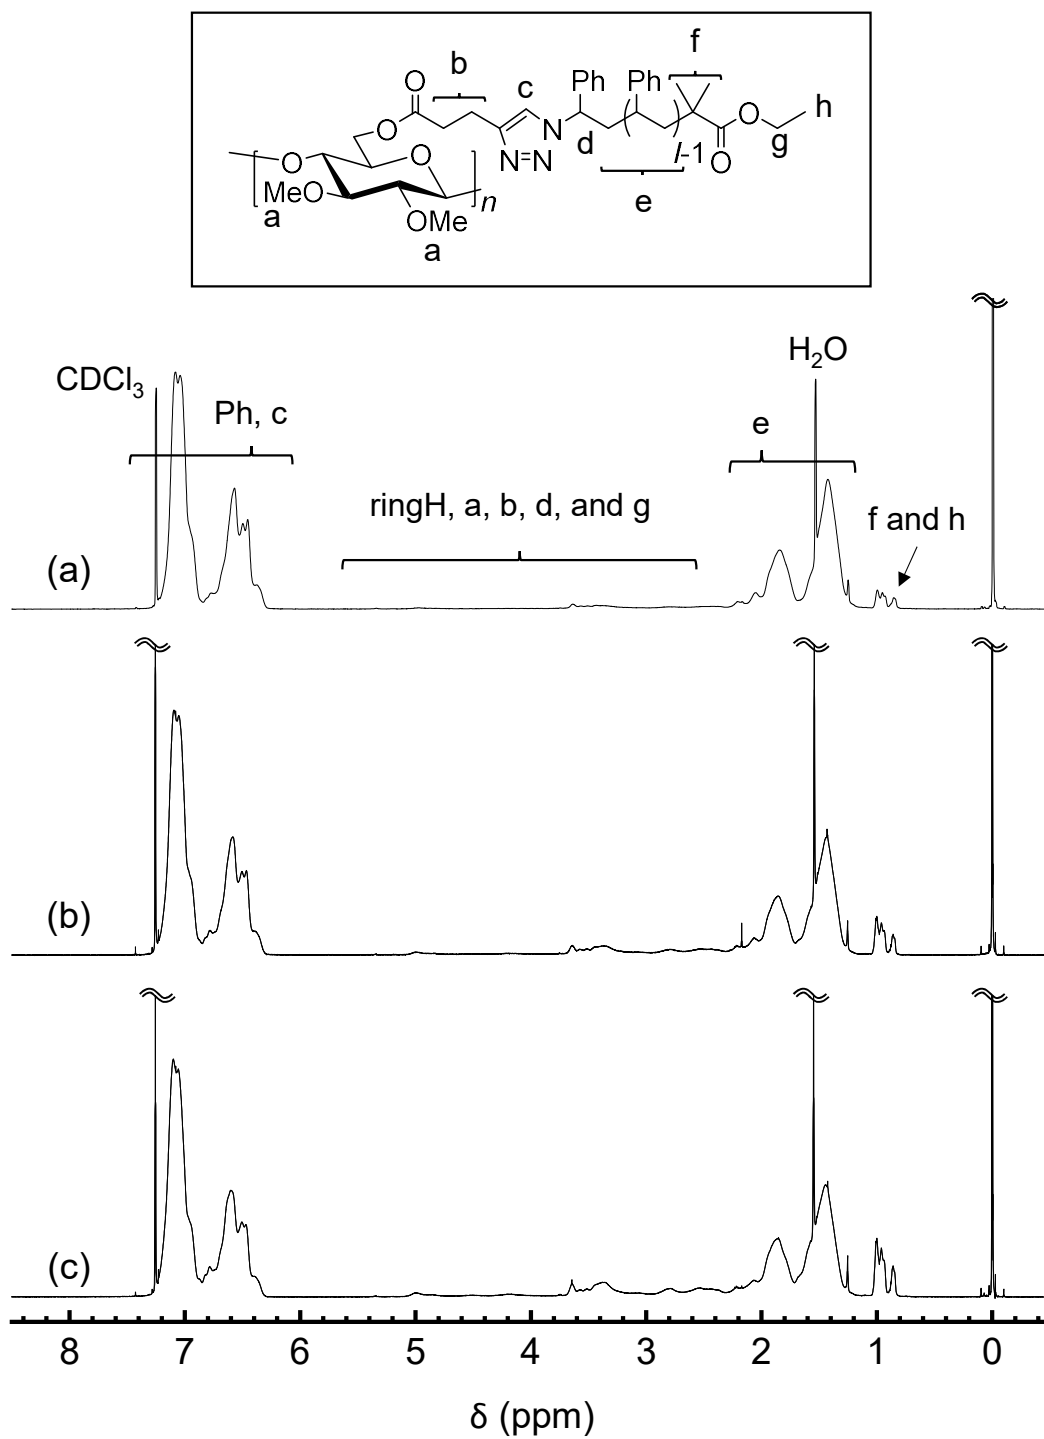 f
b
Ph
Ph
O
c
h
O
O
N
d
g
O
O
N=N
l-1
O
MeO
n
e
a
OMe
a
H₂O
CDCl₃
Ph, c
e
ringH, a, b, d, and g
f and h
(a)
(b)
(c)
8 7 6 5 4 3 2 1 0
δ (ppm)